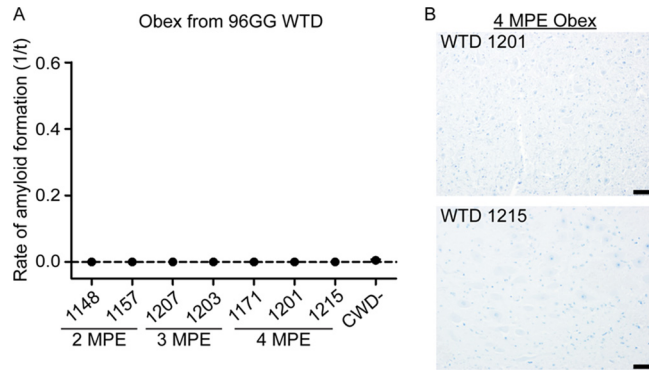 A
Obex from 96GG WTD
Rate of amyloid formation (1/t)
0.6
0.4
0.2
0.0
1148
1157
1207
1203
1171
1201
1215
CWD-
2 MPE
3 MPE
4 MPE
B
4 MPE Obex
WTD 1201
WTD 1215